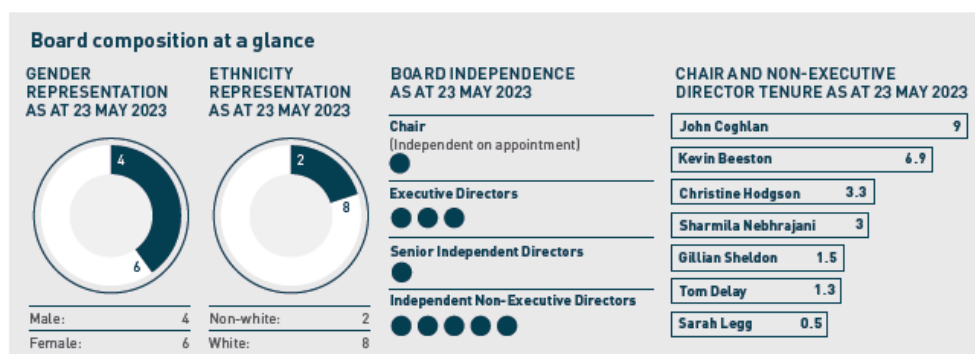 Board composition at a glance
GENDER
REPRESENTATION
AS AT 23 MAY 2023
4
6
Male: 4
Female: 6
ETHNICITY
REPRESENTATION
AS AT 23 MAY 2023
2
8
Non-white: 2
White: 8
BOARD INDEPENDENCE
AS AT 23 MAY 2023
Chair
(Independent on appointment)
Executive Directors
Senior Independent Directors
Independent Non-Executive Directors
CHAIR AND NON-EXECUTIVE
DIRECTOR TENURE AS AT 23 MAY 2023
John Coghlan 9
Kevin Beeston 6.9
Christine Hodgson 3.3
Sharmila Nebhrajani 3
Gillian Sheldon 1.5
Tom Delay 1.3
Sarah Legg 0.5